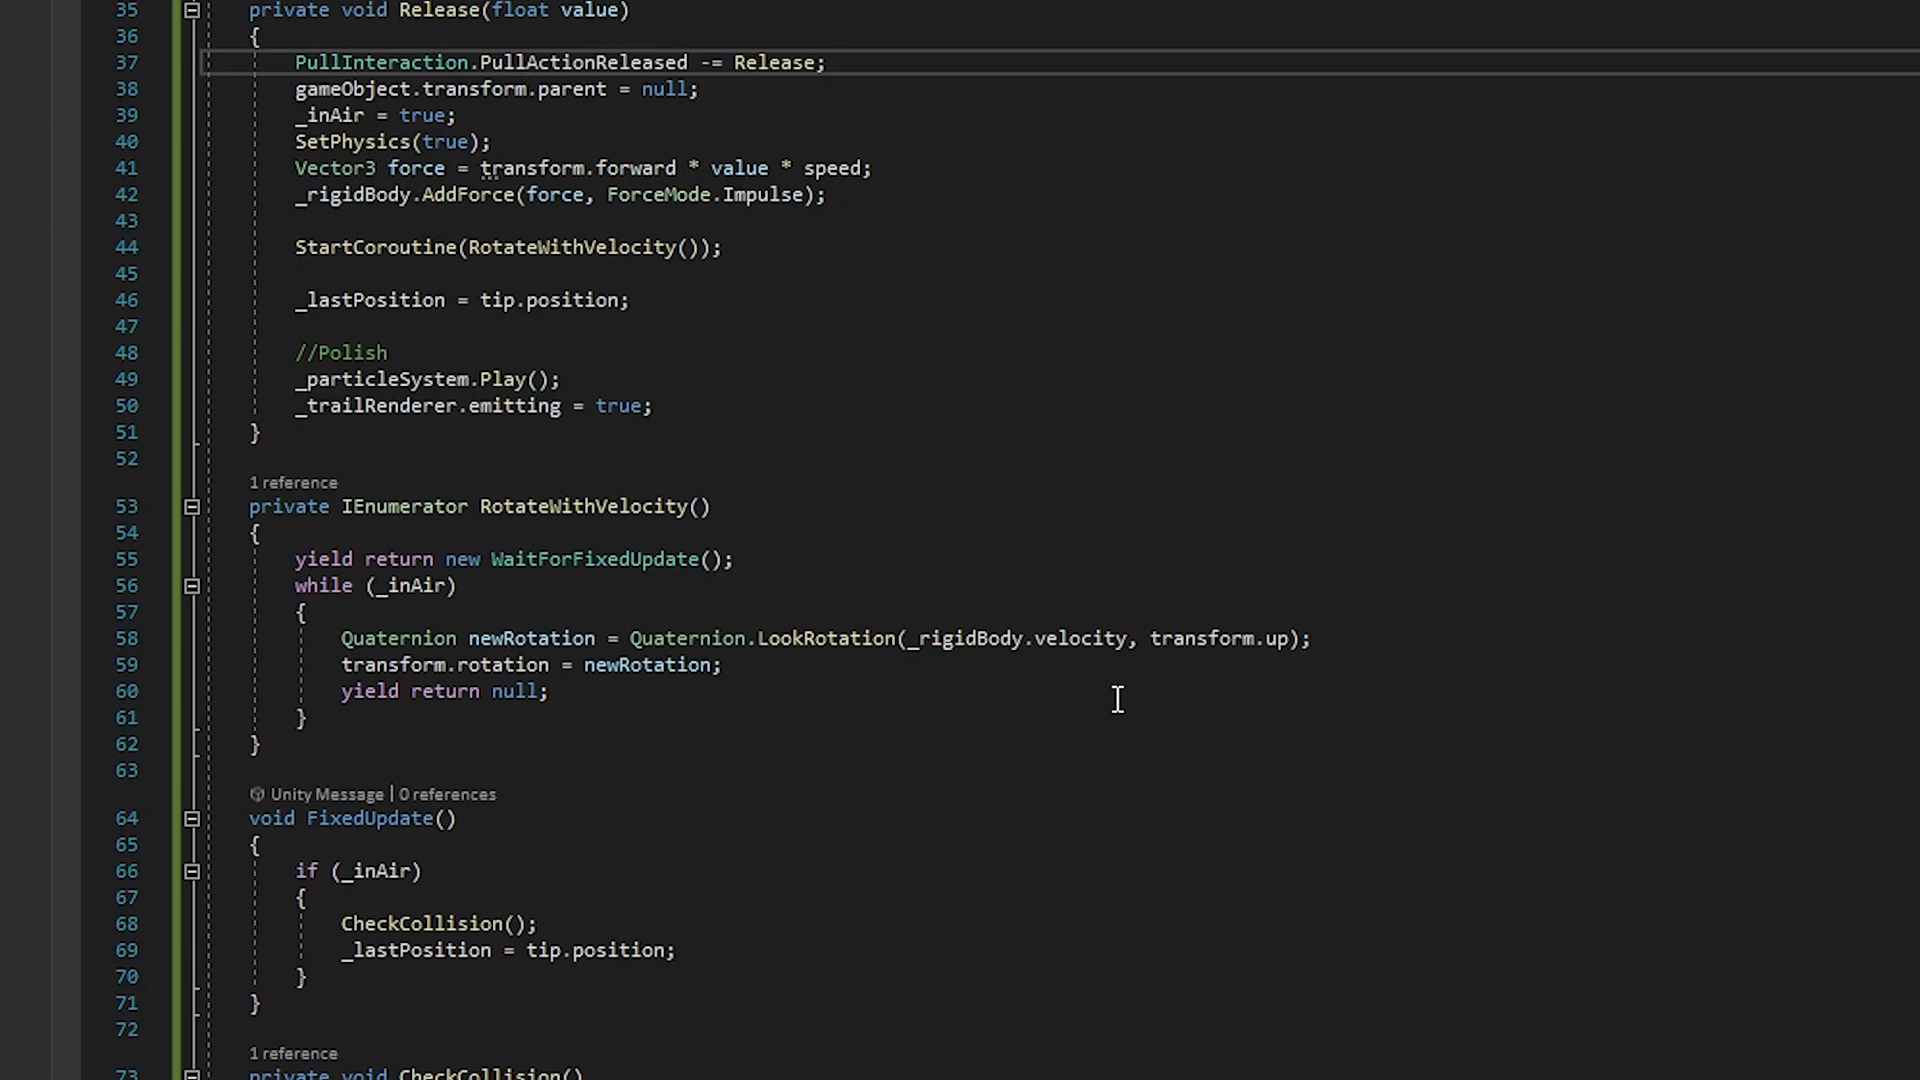 35 private void Release(float value)
36 {
37 PullInteraction.PullActionReleased -= Release;
38 gameObject.transform.parent = null;
39 _inAir = true;
40 SetPhysics(true);
41 Vector3 force = transform.forward * value * speed;
42 _rigidBody.AddForce(force, ForceMode.Impulse);
43
44 StartCoroutine(RotateWithVelocity());
45
46 _lastPosition = tip.position;
47
48 //Polish
49 _particleSystem.Play();
50 _trailRenderer.emitting = true;
51 }
52
1 reference
53 private IEnumerator RotateWithVelocity()
54 {
55 yield return new WaitForFixedUpdate();
56 while (_inAir)
57 {
58 Quaternion newRotation = Quaternion.LookRotation(_rigidBody.velocity, transform.up);
59 transform.rotation = newRotation;
60 yield return null;
61 }
62 }
63
Unity Message | 0 references
64 void FixedUpdate()
65 {
66 if (_inAir)
67 {
68 CheckCollision();
69 _lastPosition = tip.position;
70 }
71 }
72
1 reference
73 private void CheckCollision()